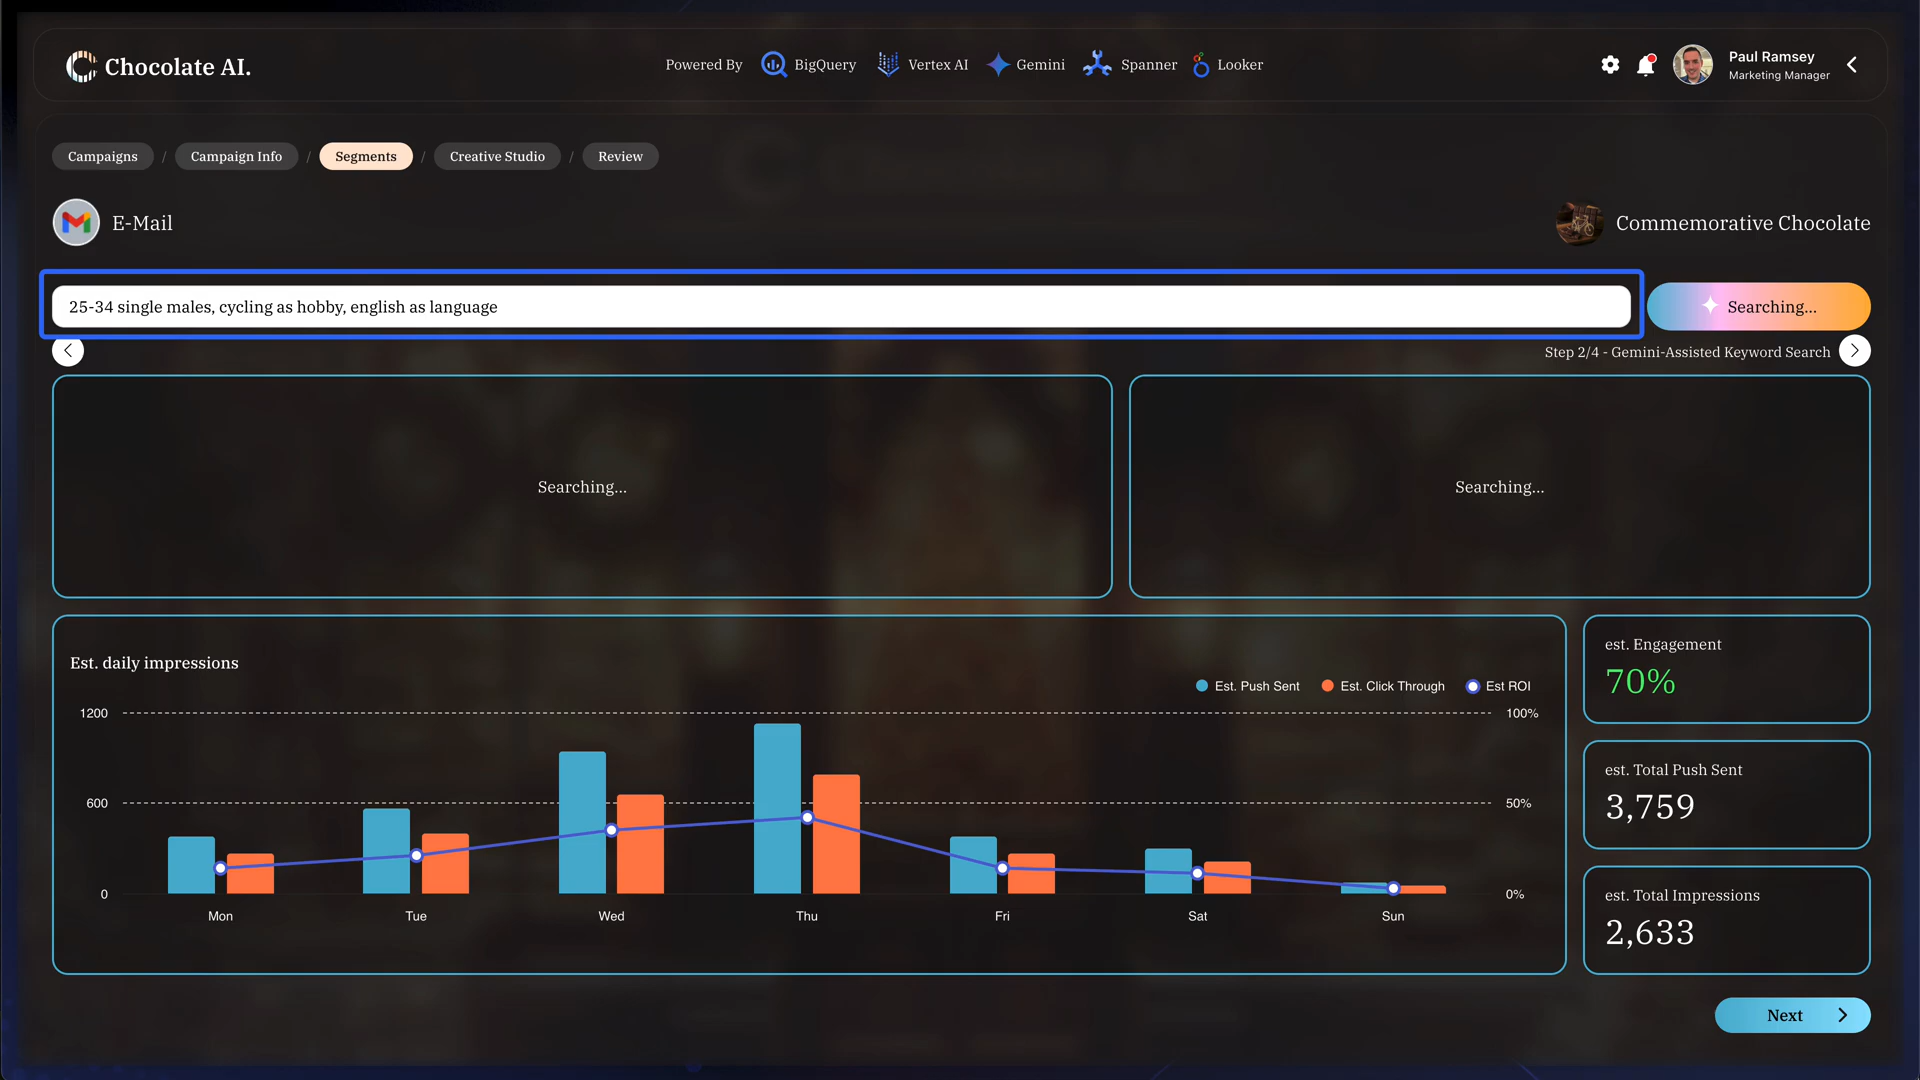 Chocolate AI.
Powered By BigQuery Vertex AI Gemini Spanner Looker
Paul Ramsey
Marketing Manager
Campaigns / Campaign Info / Segments / Creative Studio / Review
E-Mail
Commemorative Chocolate
25-34 single males, cycling as hobby, english as language
Searching...
Step 2/4 - Gemini-Assisted Keyword Search
Searching...
Searching...
Est. daily impressions
Est. Push Sent Est. Click Through Est ROI
1200
100%
600
50%
0
0%
Mon Tue Wed Thu Fri Sat Sun
est. Engagement
70%
est. Total Push Sent
3,759
est. Total Impressions
2,633
Next